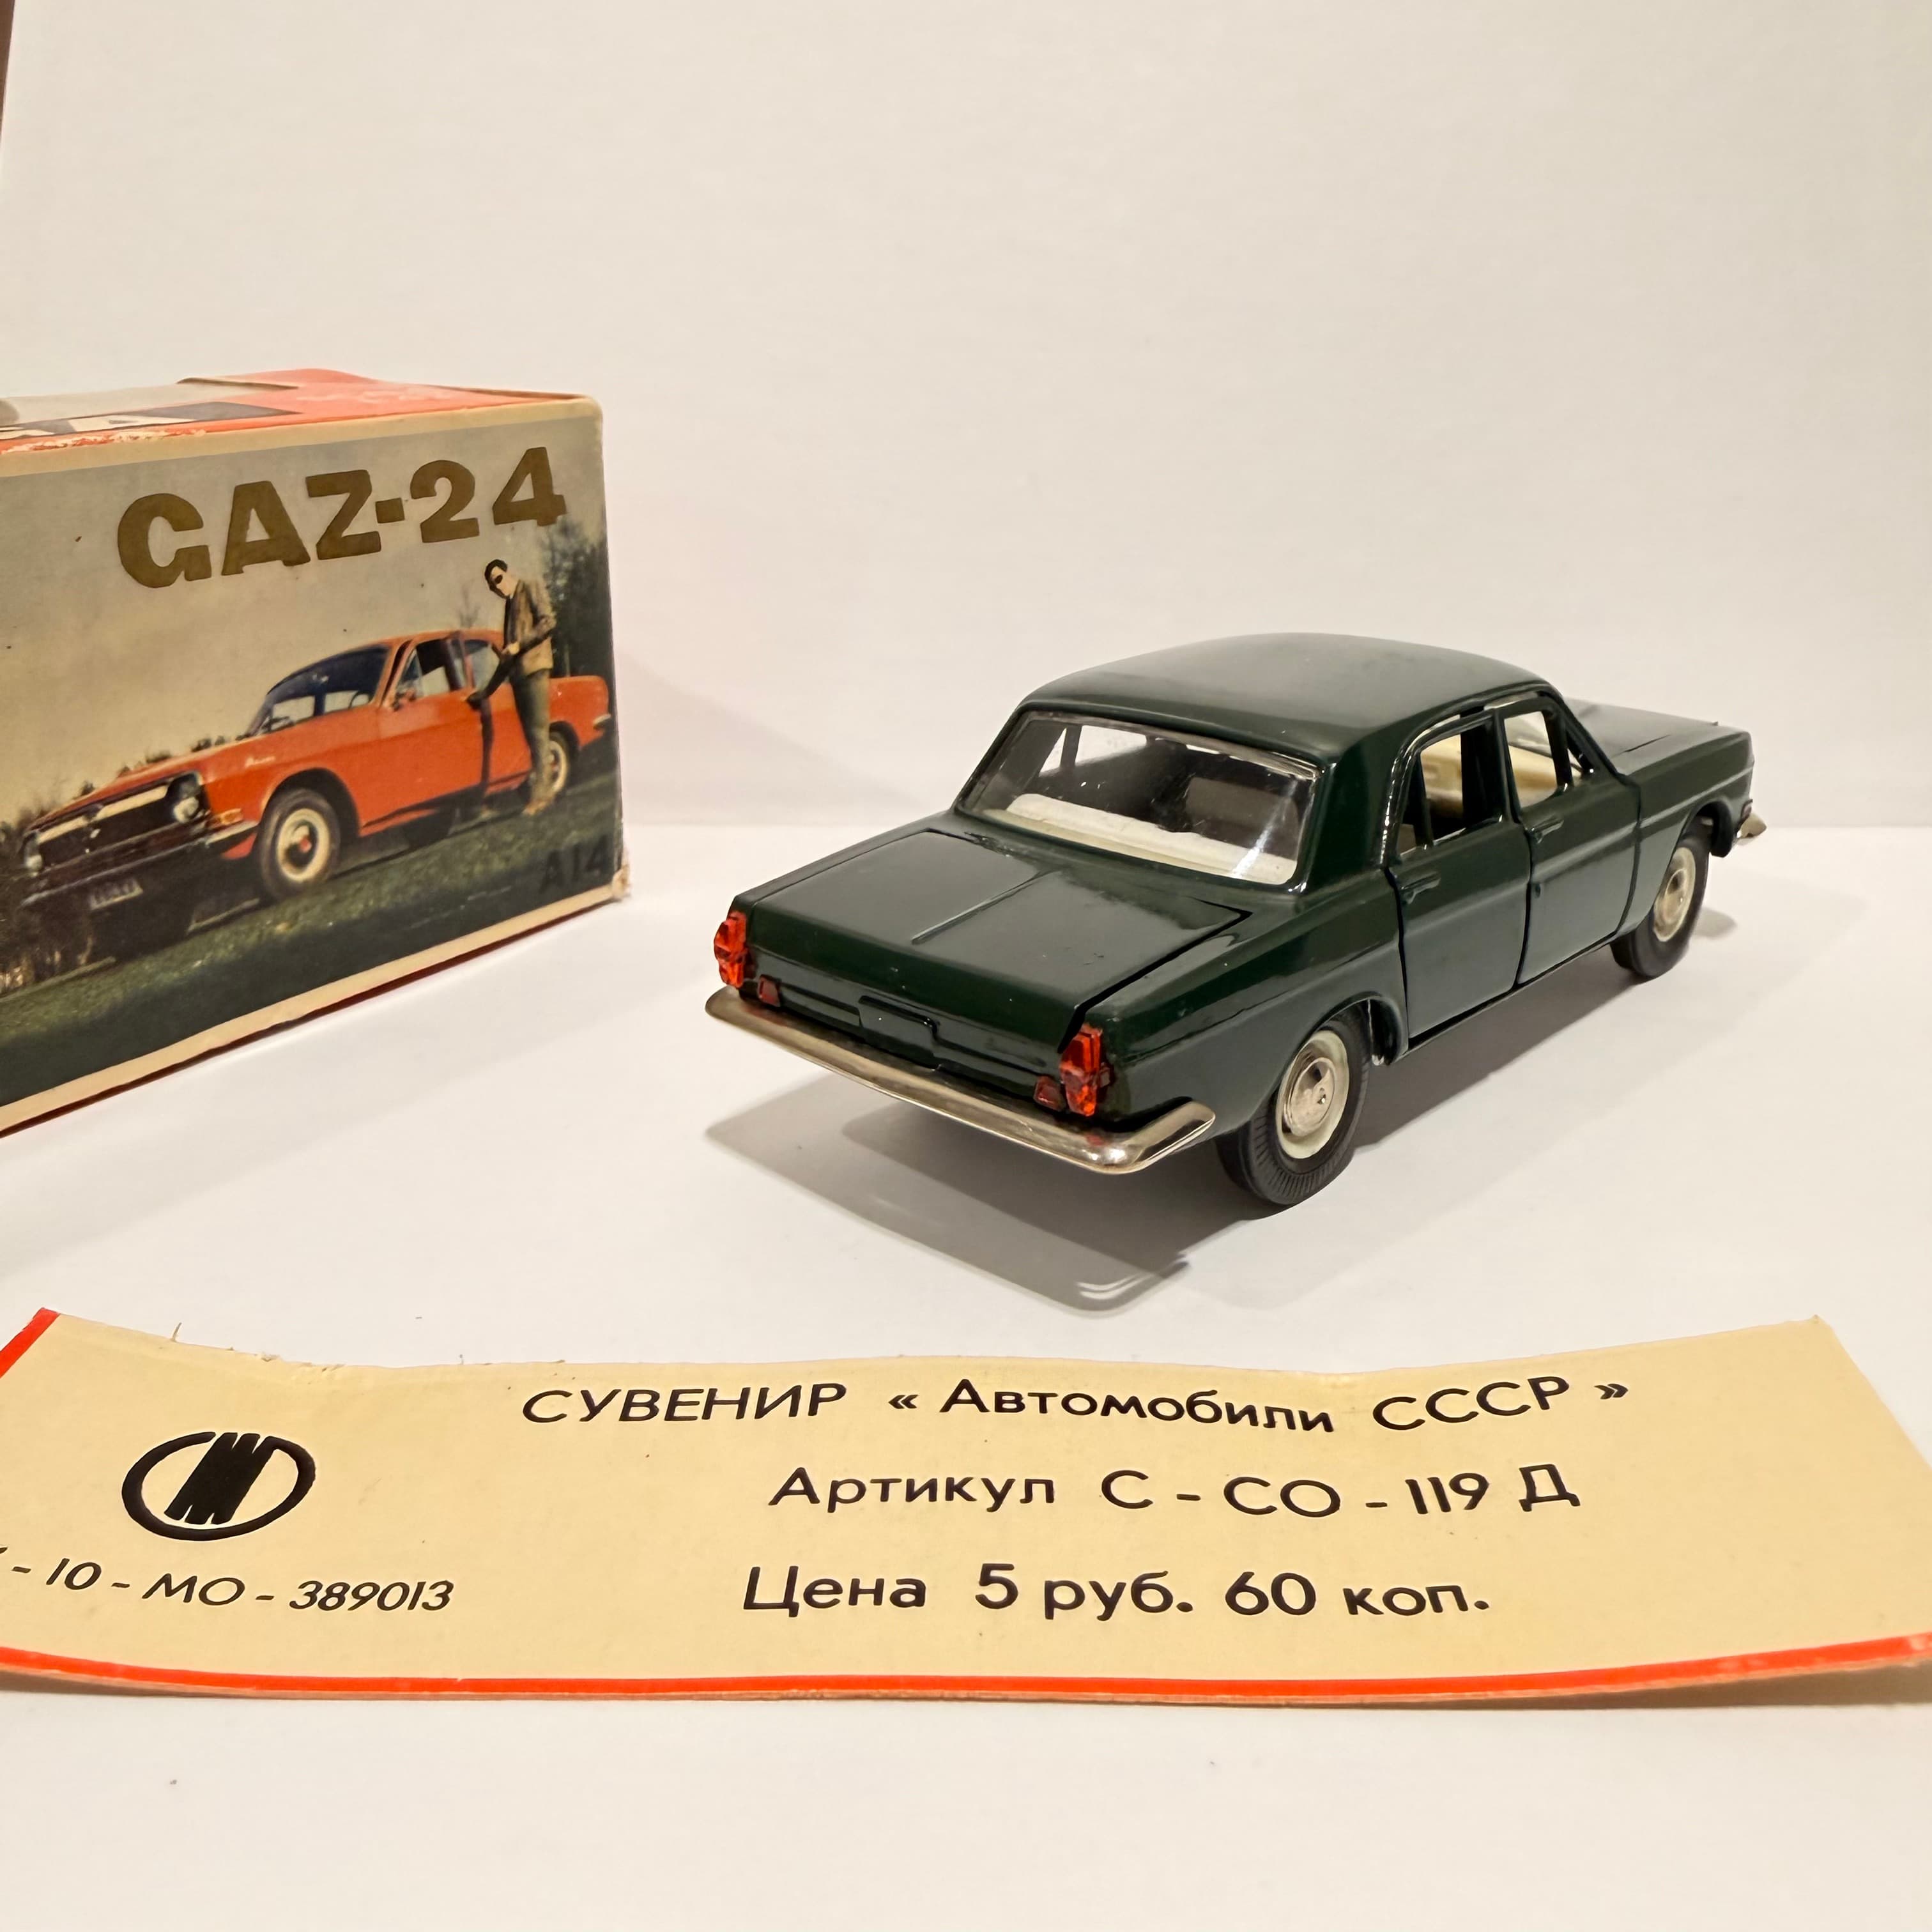 GAZ-24
A14
СУВЕНИР « Автомобили СССР »
Артикул С - СО - 119 Д
Цена 5 руб. 60 коп.
- 10 - МО - 389013